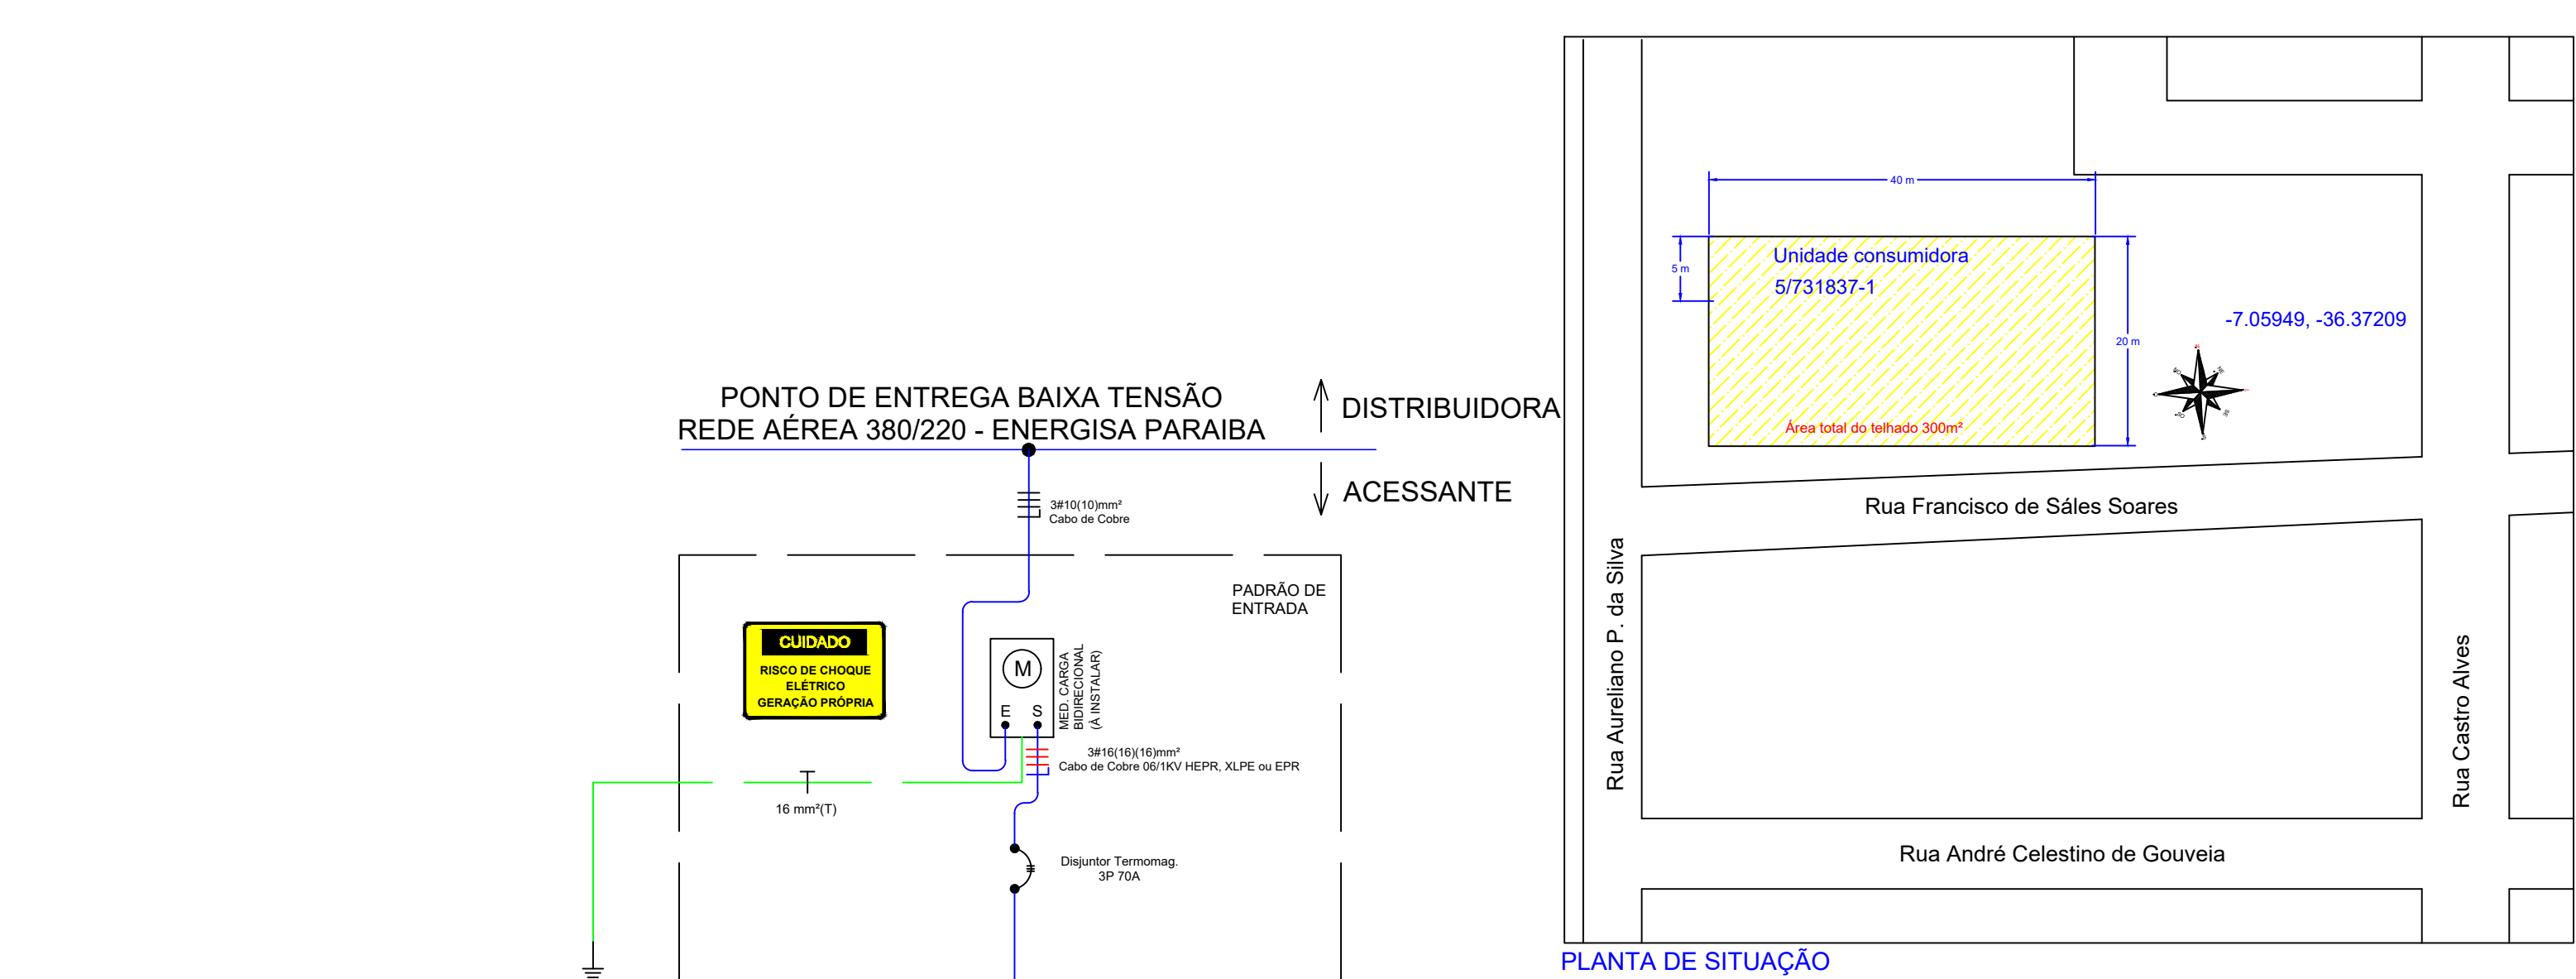 PONTO DE ENTREGA BAIXA TENSÃO
REDE AÉREA 380/220 - ENERGISA PARAIBA
DISTRIBUIDORA
ACESSANTE
3#10(10)mm²
Cabo de Cobre
PADRÃO DE
ENTRADA
CUIDADO
RISCO DE CHOQUE
ELÉTRICO
GERAÇÃO PRÓPRIA
M
E S
MED. CARGA
BIDIRECIONAL
(À INSTALAR)
3#16(16)(16)mm²
Cabo de Cobre 06/1KV HEPR, XLPE ou EPR
16 mm²(T)
Disjuntor Termomag.
3P 70A
40 m
5 m
Unidade consumidora
5/731837-1
-7.05949, -36.37209
20 m
Área total do telhado 300m²
Rua Francisco de Sáles Soares
Rua Aureliano P. da Silva
Rua Castro Alves
Rua André Celestino de Gouveia
PLANTA DE SITUAÇÃO